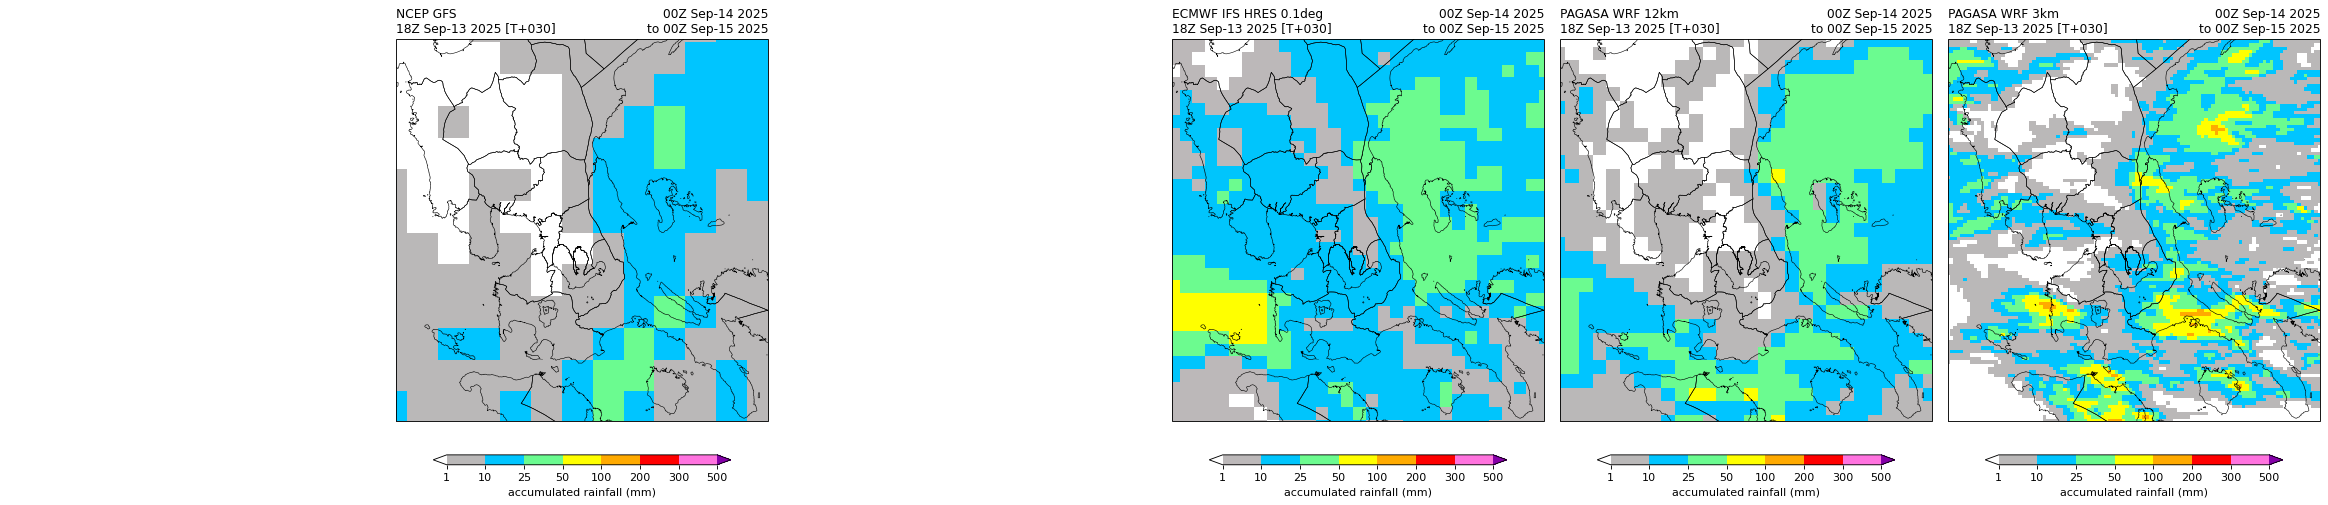 NCEP GFS 00Z Sep-14 2025
18Z Sep-13 2025 [T+030] to 00Z Sep-15 2025
1 10 25 50 100 200 300 500
accumulated rainfall (mm)
ECMWF IFS HRES 0.1deg 00Z Sep-14 2025
18Z Sep-13 2025 [T+030] to 00Z Sep-15 2025
1 10 25 50 100 200 300 500
accumulated rainfall (mm)
PAGASA WRF 12km 00Z Sep-14 2025
18Z Sep-13 2025 [T+030] to 00Z Sep-15 2025
1 10 25 50 100 200 300 500
accumulated rainfall (mm)
PAGASA WRF 3km 00Z Sep-14 2025
18Z Sep-13 2025 [T+030] to 00Z Sep-15 2025
1 10 25 50 100 200 300 500
accumulated rainfall (mm)